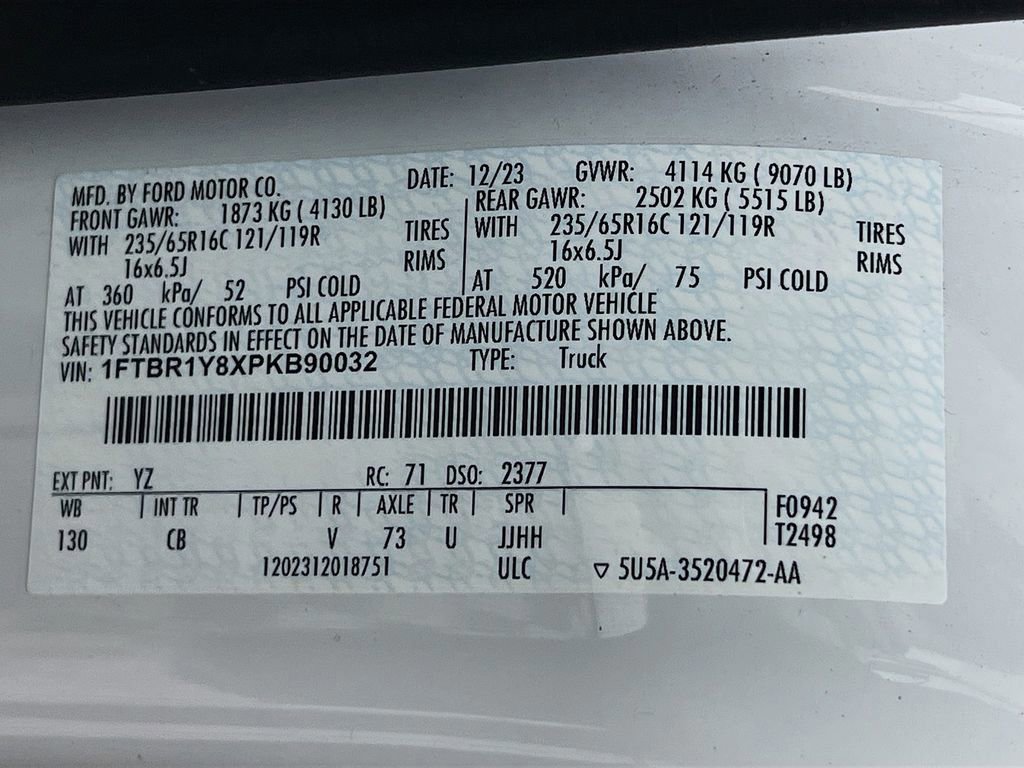 MFD. BY FORD MOTOR CO. DATE: 12/23 GVWR: 4114 KG ( 9070 LB)
FRONT GAWR: 1873 KG ( 4130 LB) REAR GAWR: 2502 KG ( 5515 LB)
WITH 235/65R16C 121/119R TIRES WITH 235/65R16C 121/119R TIRES
16x6.5J RIMS 16x6.5J RIMS
AT 360 kPa/ 52 PSI COLD AT 520 kPa/ 75 PSI COLD
THIS VEHICLE CONFORMS TO ALL APPLICABLE FEDERAL MOTOR VEHICLE
SAFETY STANDARDS IN EFFECT ON THE DATE OF MANUFACTURE SHOWN ABOVE.
VIN: 1FTBR1Y8XPKB90032 TYPE: Truck
EXT PNT: YZ RC: 71 DSO: 2377
WB | INT TR | TP/PS | R | AXLE | TR | SPR | F0942
130 CB V 73 U JJHH T2498
1202312018751 ULC ▽ 5U5A-3520472-AA